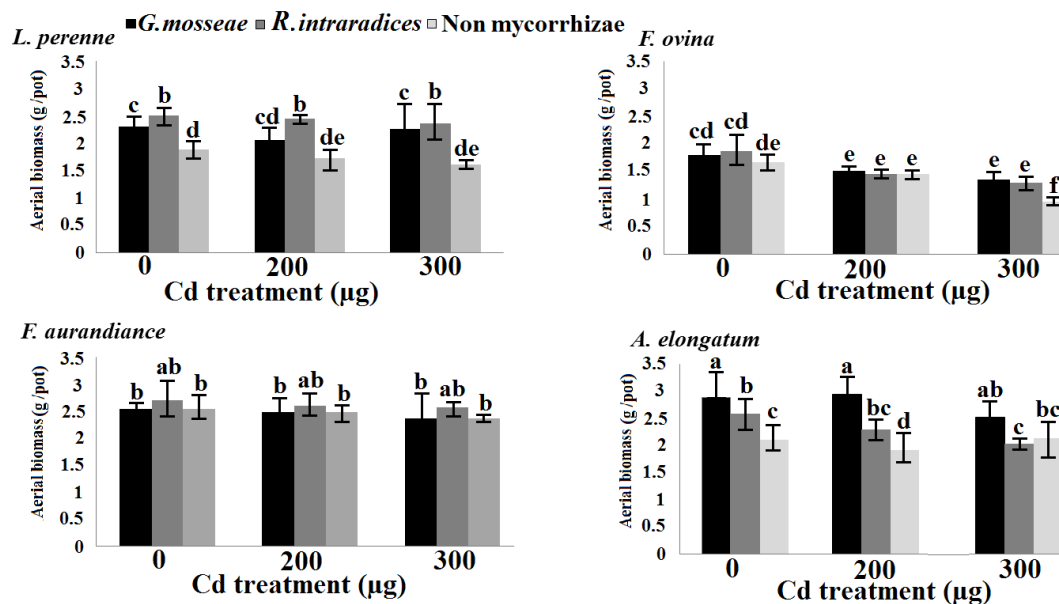 G.mosseae R.intraradices Non mycorrhizae
L. perenne
Aerial biomass (g /pot)
3.5
3
2.5
2
1.5
1
0.5
0
c b d
cd b de
c b de
0 200 300
Cd treatment (µg)
F. ovina
Aerial biomass (g /pot)
3.5
3
2.5
2
1.5
1
0.5
0
cd cd de
e e e
e e f
0 200 300
Cd treatment (µg)
F. aurandiance
Aerial biomass (g /pot)
3.5
3
2.5
2
1.5
1
0.5
0
b ab b
b ab b
b ab b
0 200 300
Cd treatment (µg)
A. elongatum
Aerial biomass (g /pot)
3.5
3
2.5
2
1.5
1
0.5
0
a b c
a bc d
ab c bc
0 200 300
Cd treatment (µg)